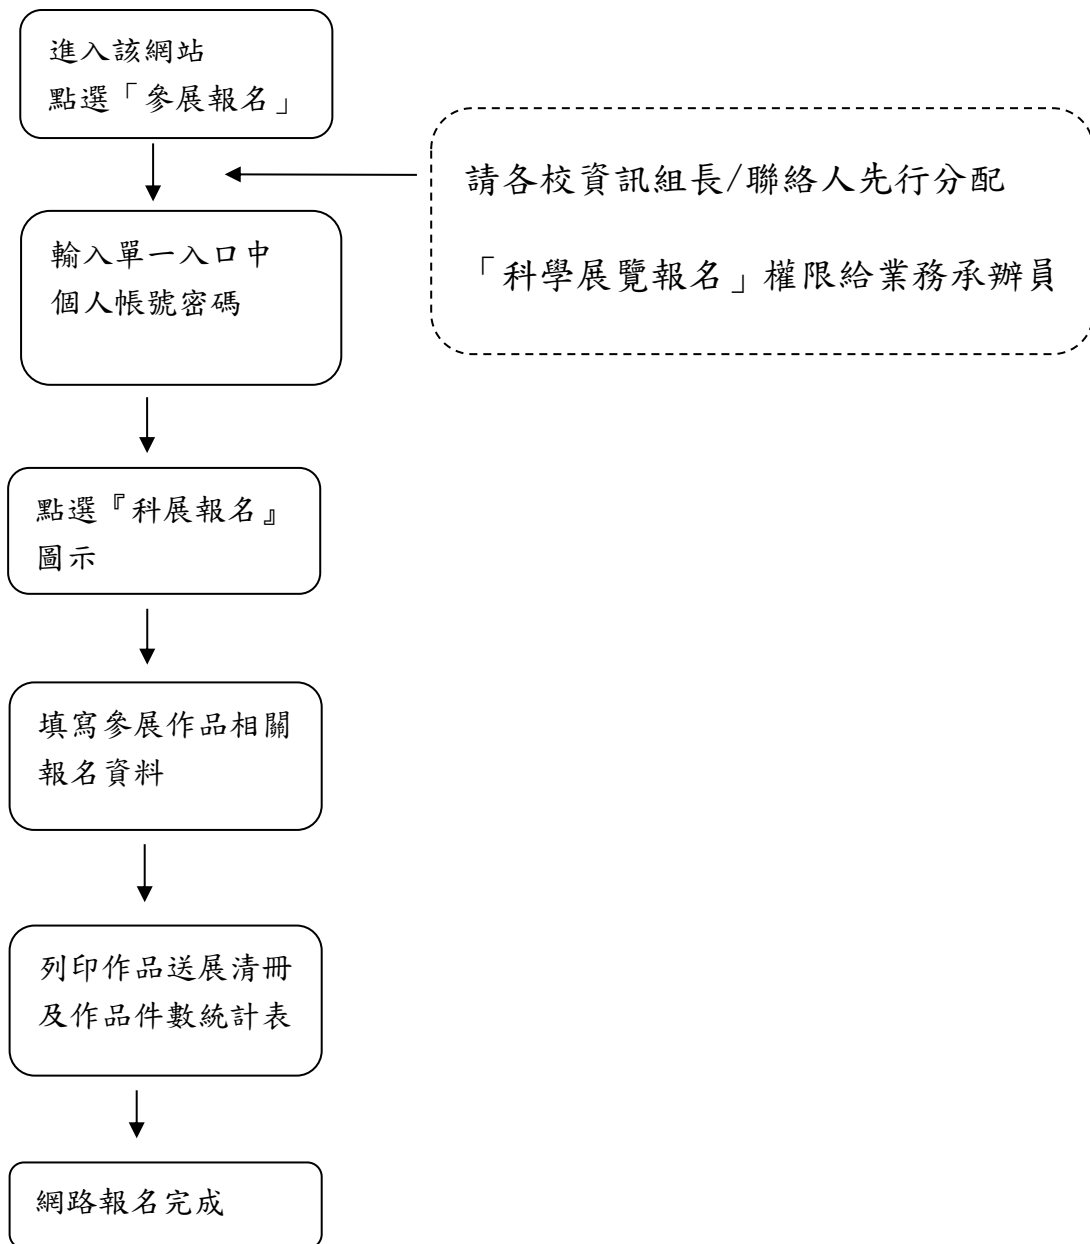 進入該網站
點選「參展報名」
請各校資訊組長/聯絡人先行分配
「科學展覽報名」權限給業務承辦員
輸入單一入口中
個人帳號密碼
點選『科展報名』
圖示
填寫參展作品相關
報名資料
列印作品送展清冊
及作品件數統計表
網路報名完成